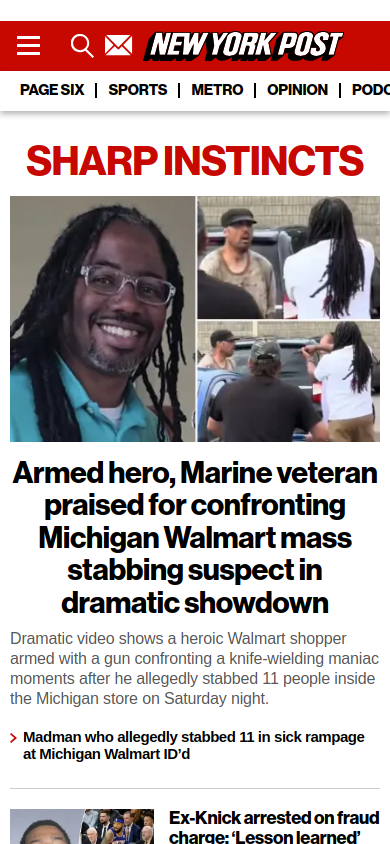 NEW YORK POST
PAGE SIX
SPORTS
METRO
OPINION
PODC
SHARP INSTINCTS
Armed hero, Marine veteran
praised for confronting
Michigan Walmart mass
stabbing suspect in
dramatic showdown
Dramatic video shows a heroic Walmart shopper
armed with a gun confronting a knife-wielding maniac
moments after he allegedly stabbed 11 people inside
the Michigan store on Saturday night.
Madman who allegedly stabbed 11 in sick rampage
at Michigan Walmart ID’d
Ex-Knick arrested on fraud
charge: ‘Lesson learned’